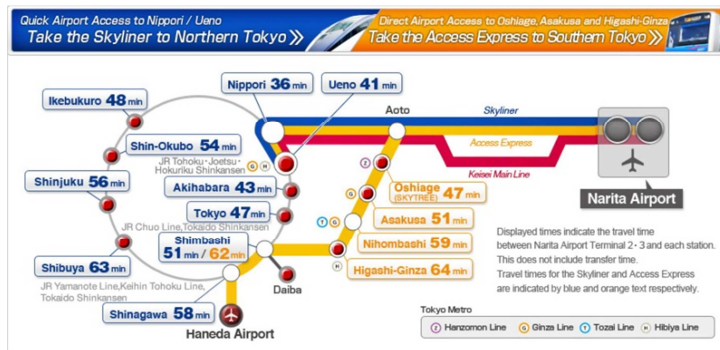 Quick Airport Access to Nippori / Ueno
Take the Skyliner to Northern Tokyo
Direct Airport Access to Oshiage, Asakusa and Higashi-Ginza
Take the Access Express to Southern Tokyo
Nippori 36 min
Ueno 41 min
Ikebukuro 48 min
Aoto
Skyliner
Shin-Okubo 54 min
Access Express
JR Tohoku・Joetsu・
Hokuriku Shinkansen
G H
Keisei Main Line
Z
Shinjuku 56 min
Akihabara 43 min
Oshiage 47 min
(SKYTREE)
Narita Airport
G
Tokyo 47 min
Asakusa 51 min
JR Chuo Line,Tokaido Shinkansen
T G
Shimbashi
51 min / 62 min
Nihombashi 59 min
Displayed times indicate the travel time
between Narita Airport Terminal 2・3 and each station.
This does not include transfer time.
Travel times for the Skyliner and Access Express
are indicated by blue and orange text respectively.
Shibuya 63 min
H
Higashi-Ginza 64 min
JR Yamanote Line,Keihin Tohoku Line,
Tokaido Shinkansen
Daiba
Shinagawa 58 min
Haneda Airport
Tokyo Metro
Z Hanzomon Line
G Ginza Line
T Tozai Line
H Hibiya Line